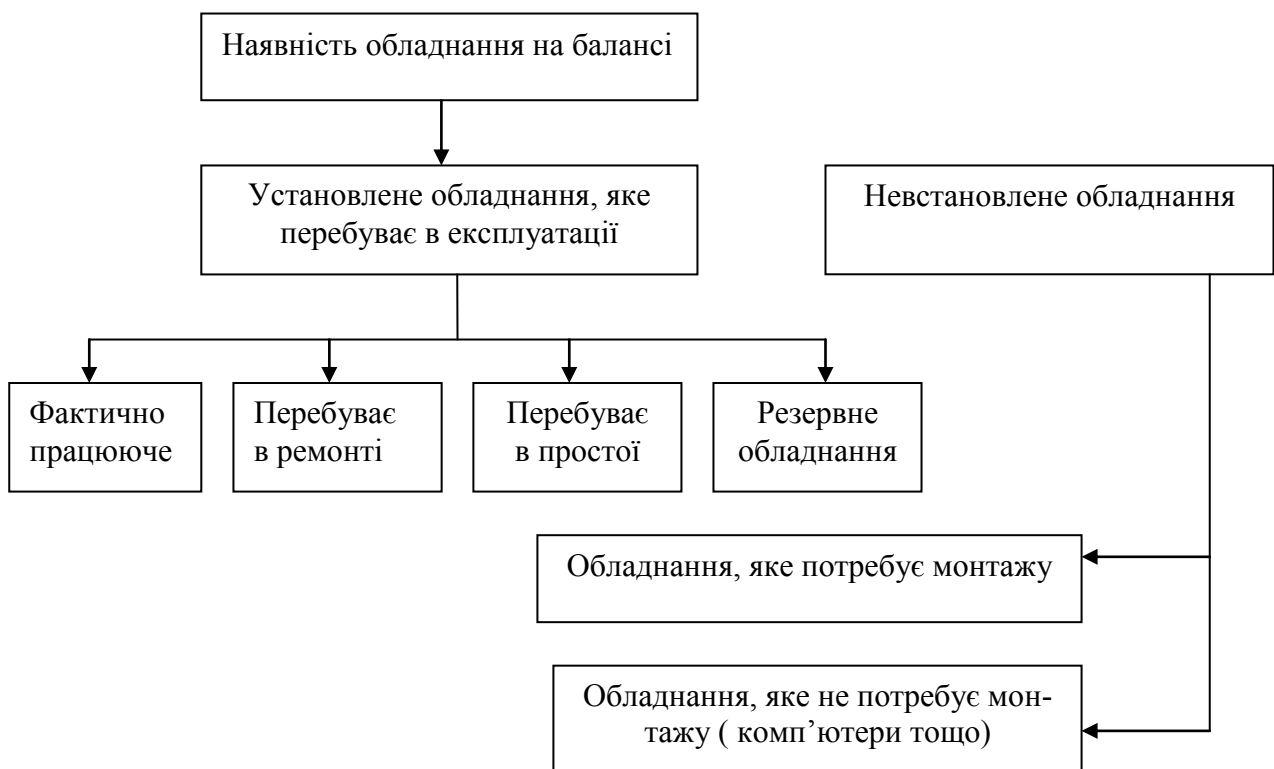 Наявність обладнання на балансі
Установлене обладнання, яке
перебуває в експлуатації
Невстановлене обладнання
Фактично
працююче
Перебуває
в ремонті
Перебуває
в простої
Резервне
обладнання
Обладнання, яке потребує монтажу
Обладнання, яке не потребує мон-
тажу ( комп’ютери тощо)